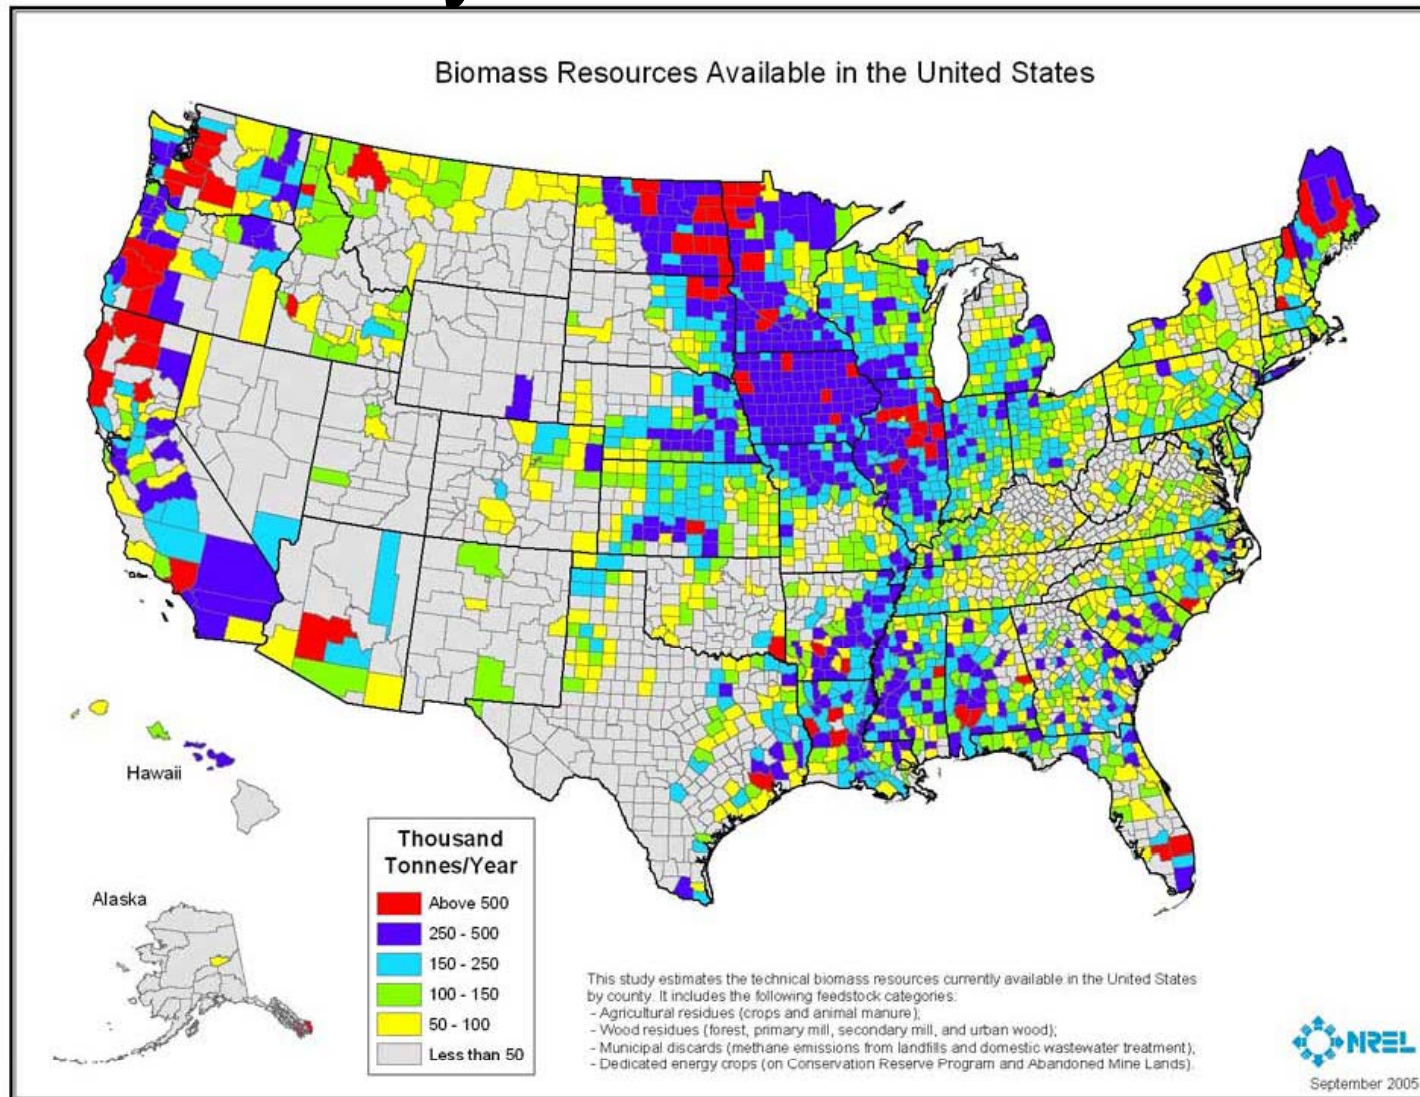 Biomass Resources Available in the United States
Hawaii
Alaska
Thousand
Tonnes/Year
Above 500
250 - 500
150 - 250
100 - 150
50 - 100
Less than 50
This study estimates the technical biomass resources currently available in the United States
by county. It includes the following feedstock categories:
- Agricultural residues (crops and animal manure);
- Wood residues (forest, primary mill, secondary mill, and urban wood);
- Municipal discards (methane emissions from landfills and domestic wastewater treatment);
- Dedicated energy crops (on Conservation Reserve Program and Abandoned Mine Lands).
NREL
September 2005